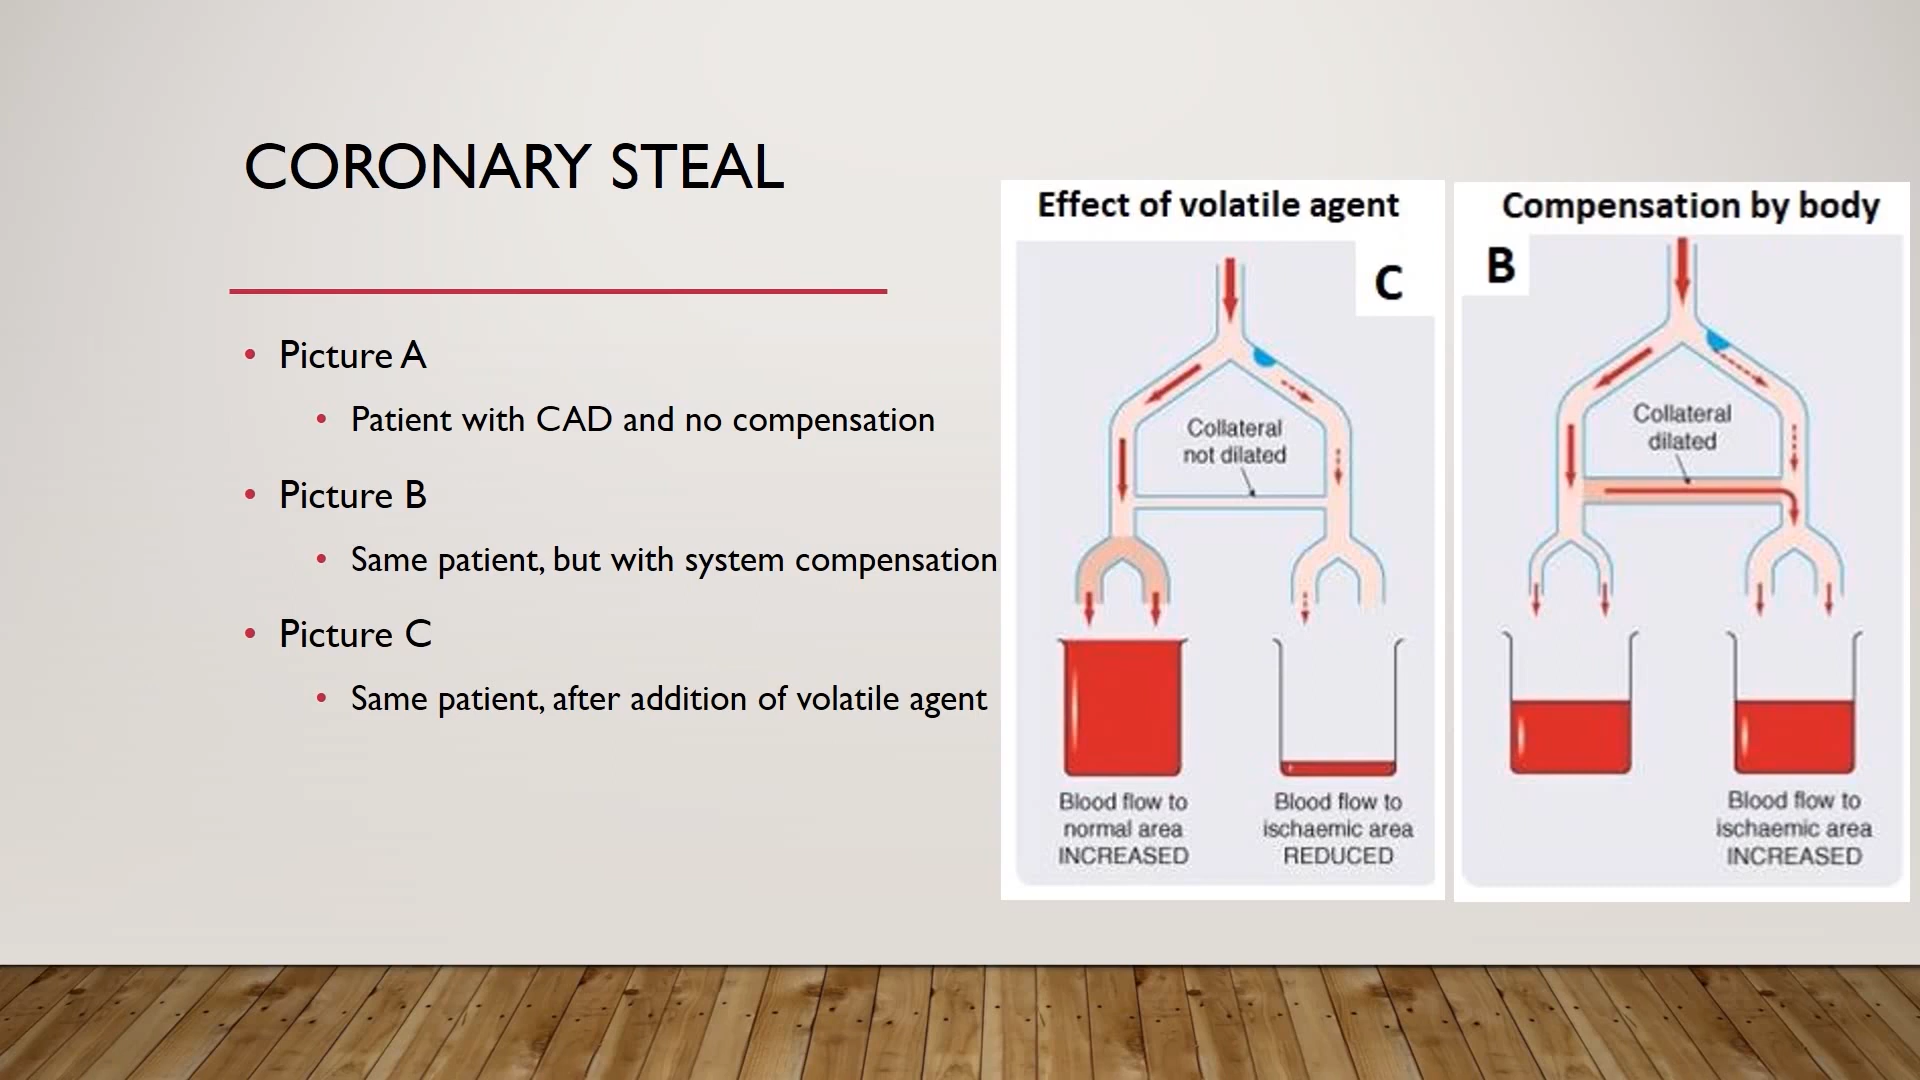 CORONARY STEAL
• Picture A
• Patient with CAD and no compensation
• Picture B
• Same patient, but with system compensation
• Picture C
• Same patient, after addition of volatile agent
Effect of volatile agent
C
Collateral
not dilated
Blood flow to
normal area
INCREASED
Blood flow to
ischaemic area
REDUCED
Compensation by body
B
Collateral
dilated
Blood flow to
ischaemic area
INCREASED